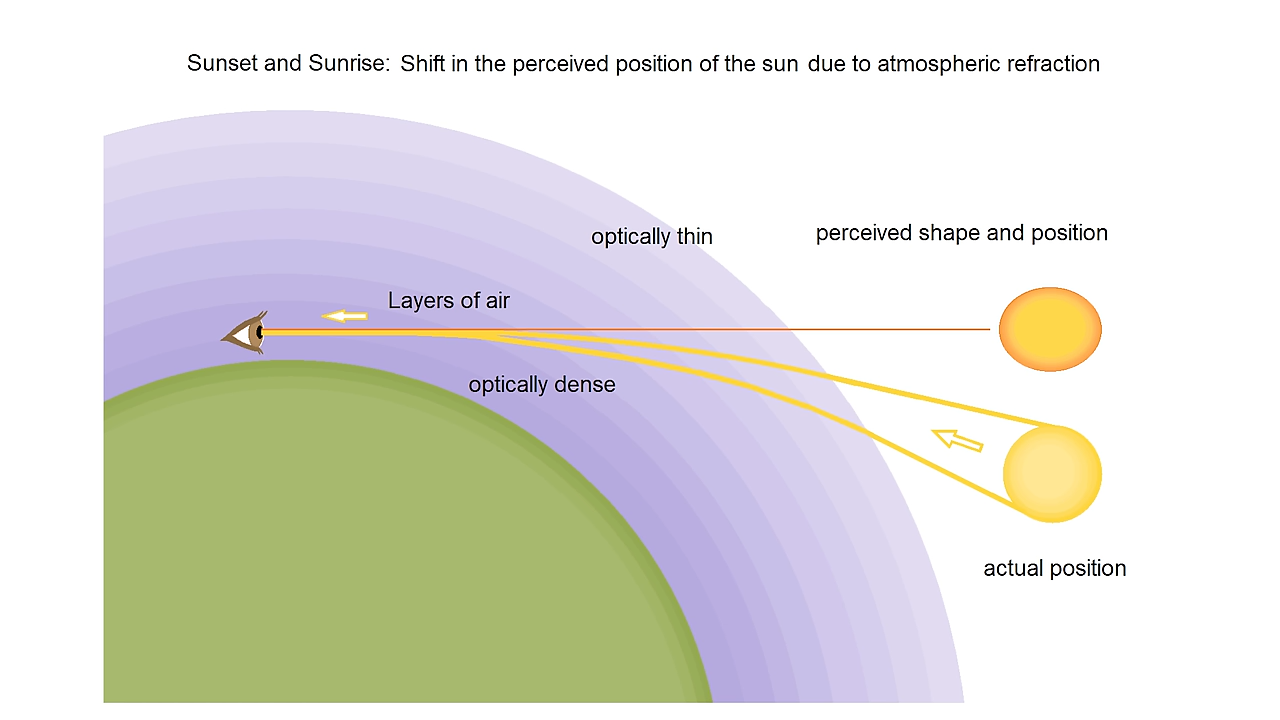 Sunset and Sunrise: Shift in the perceived position of the sun due to atmospheric refraction
optically thin
perceived shape and position
Layers of air
optically dense
actual position